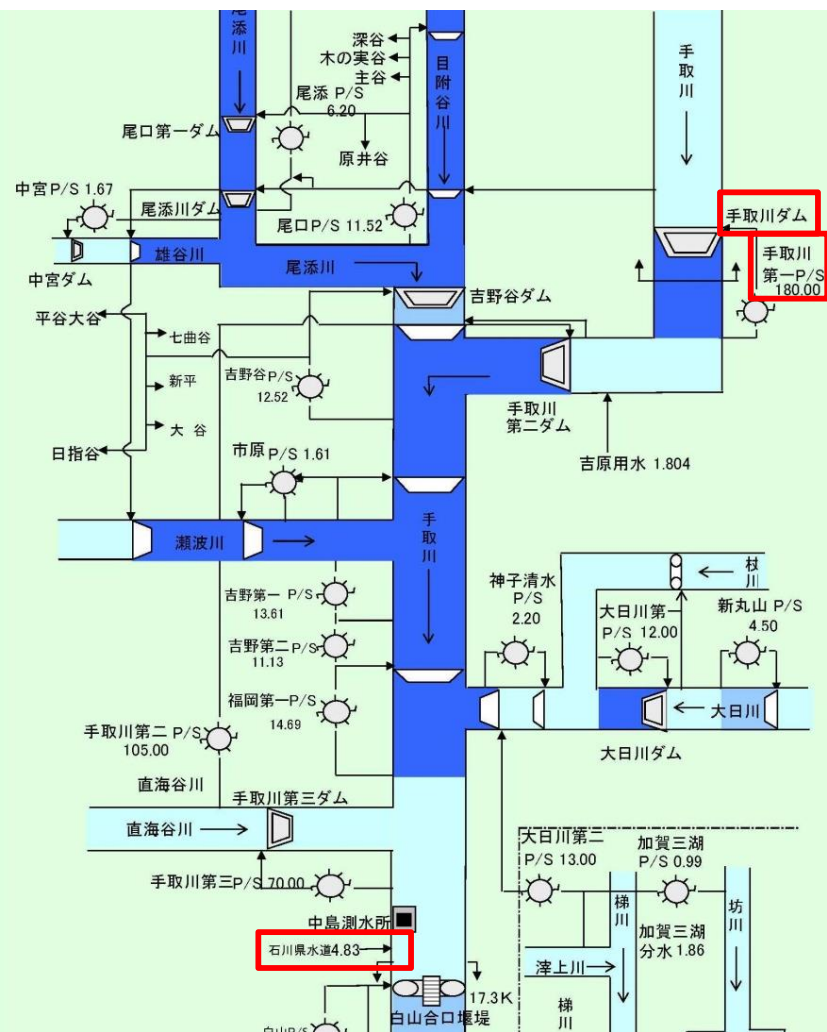 尾添川
深谷
木の実谷
主谷
尾添 P/S
6.20
目附谷川
手取川
尾口第一ダム
原井谷
中宮P/S 1.67
尾添川ダム
尾口P/S 11.52
手取川ダム
手取川
第一P/S
180.00
雄谷川
尾添川
中宮ダム
吉野谷ダム
平谷大谷
七曲谷
新平
吉野谷P/S
12.52
大 谷
日指谷
手取川
第二ダム
市原P/S 1.61
吉原用水 1.804
瀬波川
手取川
吉野第一 P/S
13.61
吉野第二P/S
11.13
福岡第一P/S
14.69
神子清水
P/S
2.20
杖川
大日川第一
P/S 12.00
新丸山 P/S
4.50
大日川
大日川ダム
手取川第二 P/S
105.00
直海谷川
手取川第三ダム
直海谷川
手取川第三P/S 70.00
中島測水所
石川県水道4.83
17.3K
白山合口堰堤
白山P/S
大日川第二
P/S 13.00
加賀三湖
P/S 0.99
梯川
坊川
加賀三湖
分水1.86
滓上川
梯川